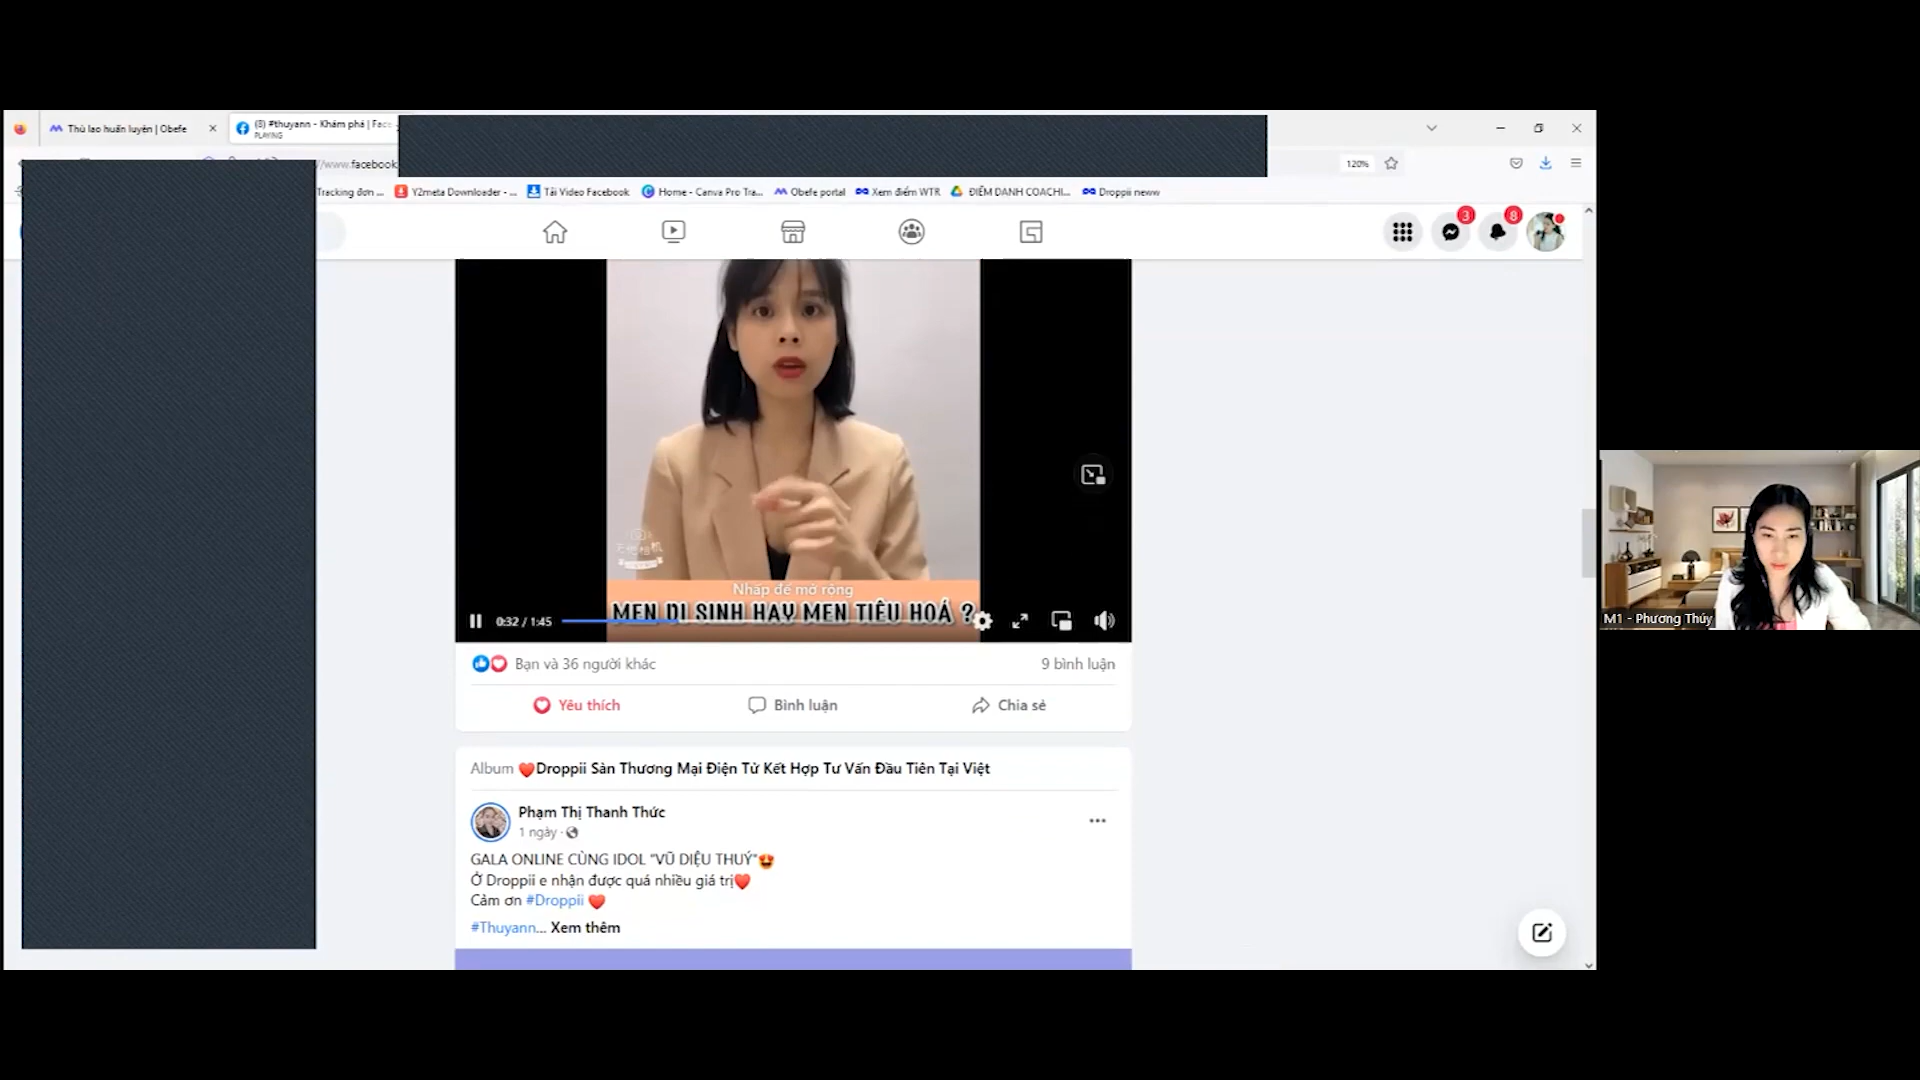 Thù lao huấn luyện | Obefe
(8) #thuyann - Khám phá | Face
PLAYING
/www.facebook
120%
Tracking đơn ...
Y2meta Downloader - ...
Tải Video Facebook
Home - Canva Pro Tra...
Obefe portal
Xem điểm WTR
ĐIỂM DANH COACHI...
Droppii neww
3
8
Nhấp để mở rộng
MEN DI SINH HAY MEN TIÊU HOÁ ?
0:32 / 1:45
Bạn và 36 người khác
9 bình luận
Yêu thích
Bình luận
Chia sẻ
Album ❤️Droppii Sàn Thương Mại Điện Tử Kết Hợp Tư Vấn Đầu Tiên Tại Việt
Phạm Thị Thanh Thức
1 ngày ·
GALA ONLINE CÙNG IDOL "VŨ DIỆU THUÝ"😍
Ở Droppii e nhận được quá nhiều giá trị❤️
Cảm ơn #Droppii ❤️
#Thuyann... Xem thêm
M1 - Phương Thúy